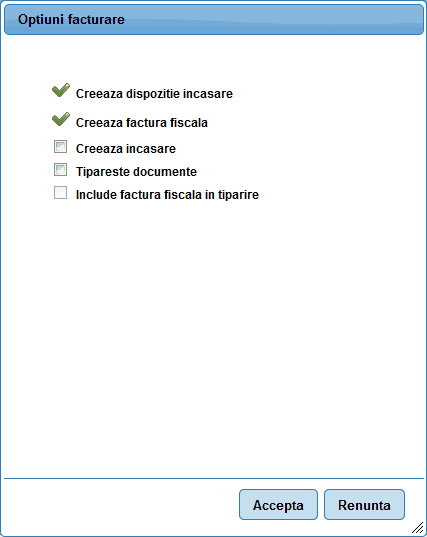 Optiuni facturare
Creeaza dispozitie incasare
Creeaza factura fiscala
Creeaza incasare
Tipareste documente
Include factura fiscala in tiparire
Accepta Renunta